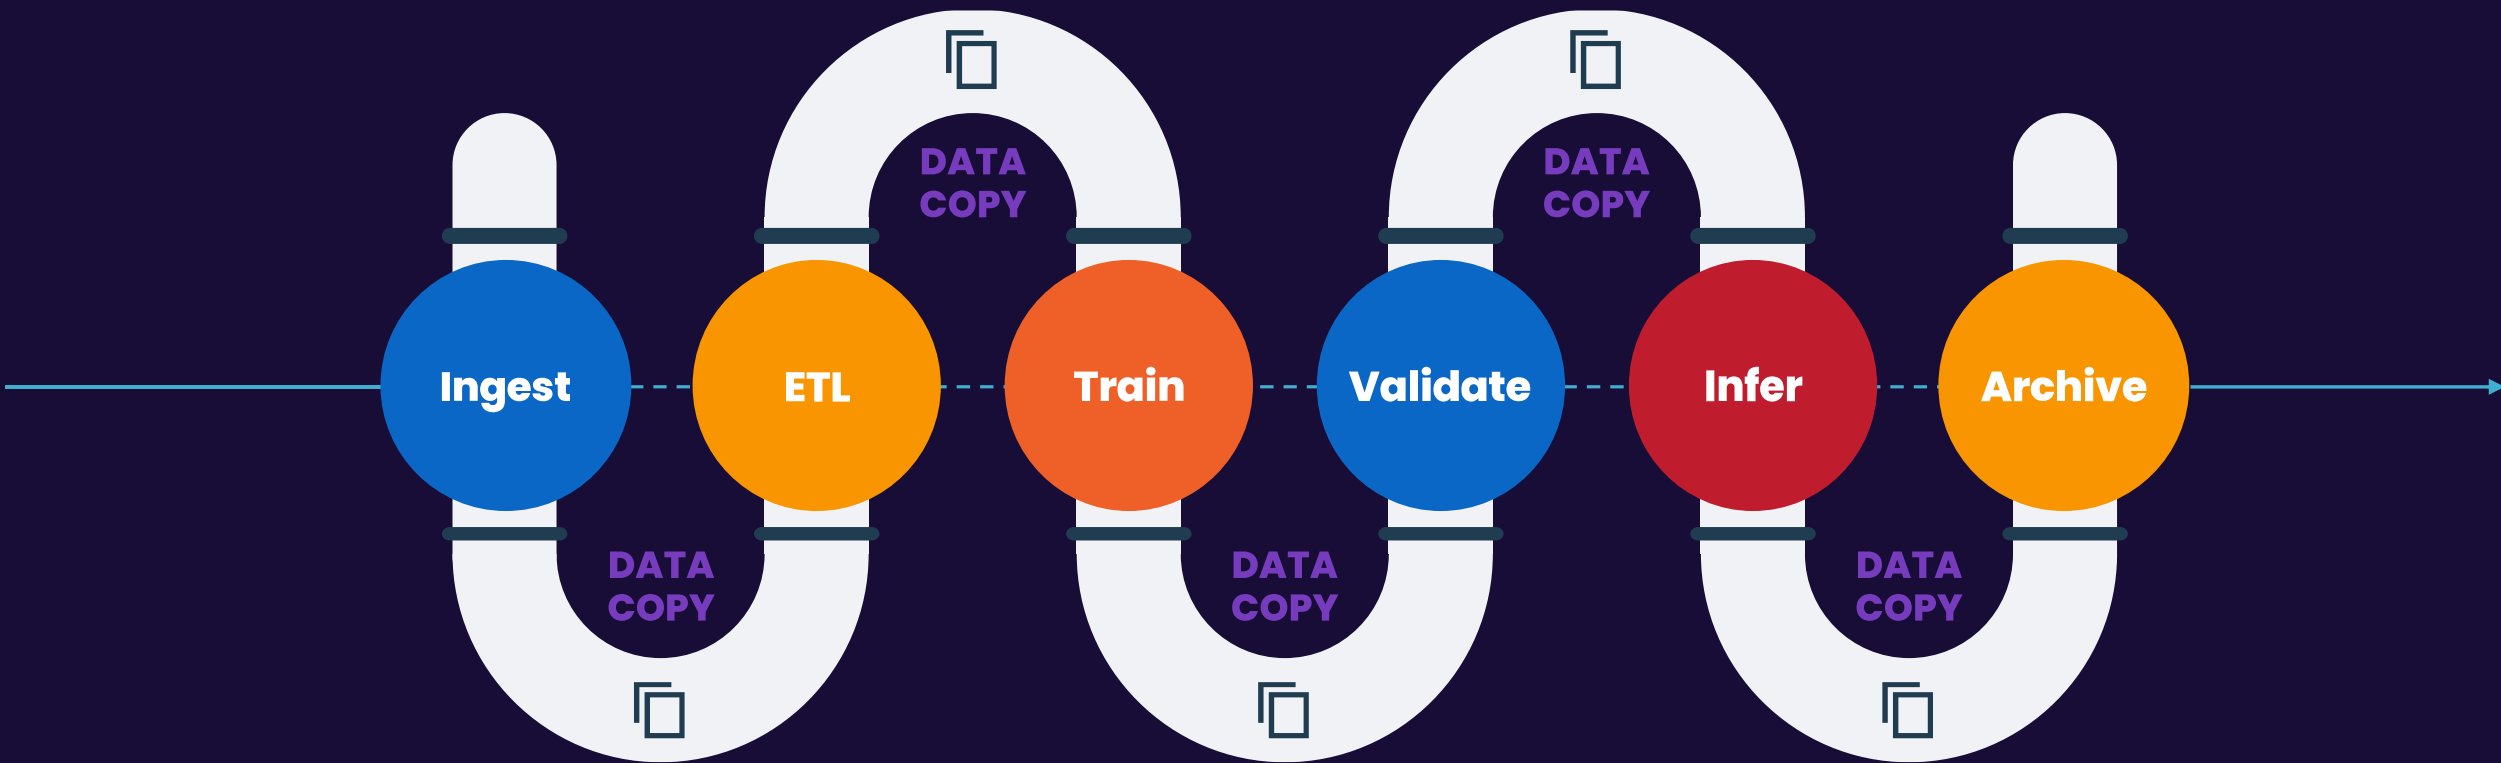 DATA
COPY
DATA
COPY
Ingest
ETL
Train
Validate
Infer
Archive
DATA
COPY
DATA
COPY
DATA
COPY